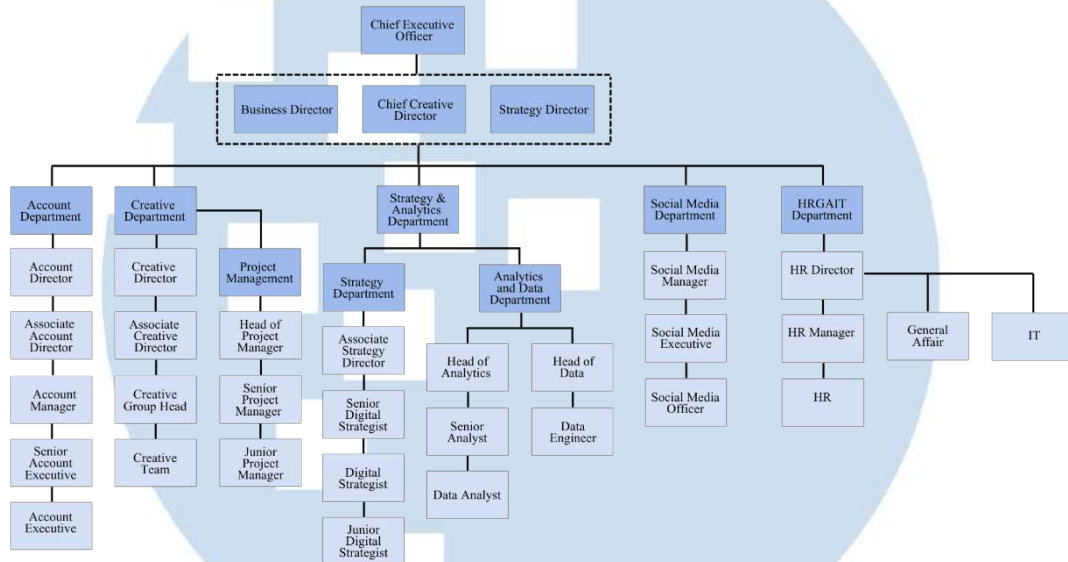 Chief Executive
Officer
Business Director
Chief Creative
Director
Strategy Director
Account
Department
Creative
Department
Strategy &
Analytics
Department
Social Media
Department
HRGAIT
Department
Account
Director
Creative
Director
Project
Management
Strategy
Department
Analytics
and Data
Department
Social Media
Manager
HR Director
Associate
Account
Director
Associate
Creative
Director
Head of
Project
Manager
Associate
Strategy
Director
Head of
Analytics
Head of
Data
Social Media
Executive
HR Manager
General
Affair
IT
Account
Manager
Creative
Group Head
Senior
Project
Manager
Senior
Digital
Strategist
Senior
Analyst
Data
Engineer
Social Media
Officer
HR
Senior
Account
Executive
Creative
Team
Junior
Project
Manager
Digital
Strategist
Data Analyst
Account
Executive
Junior
Digital
Strategist